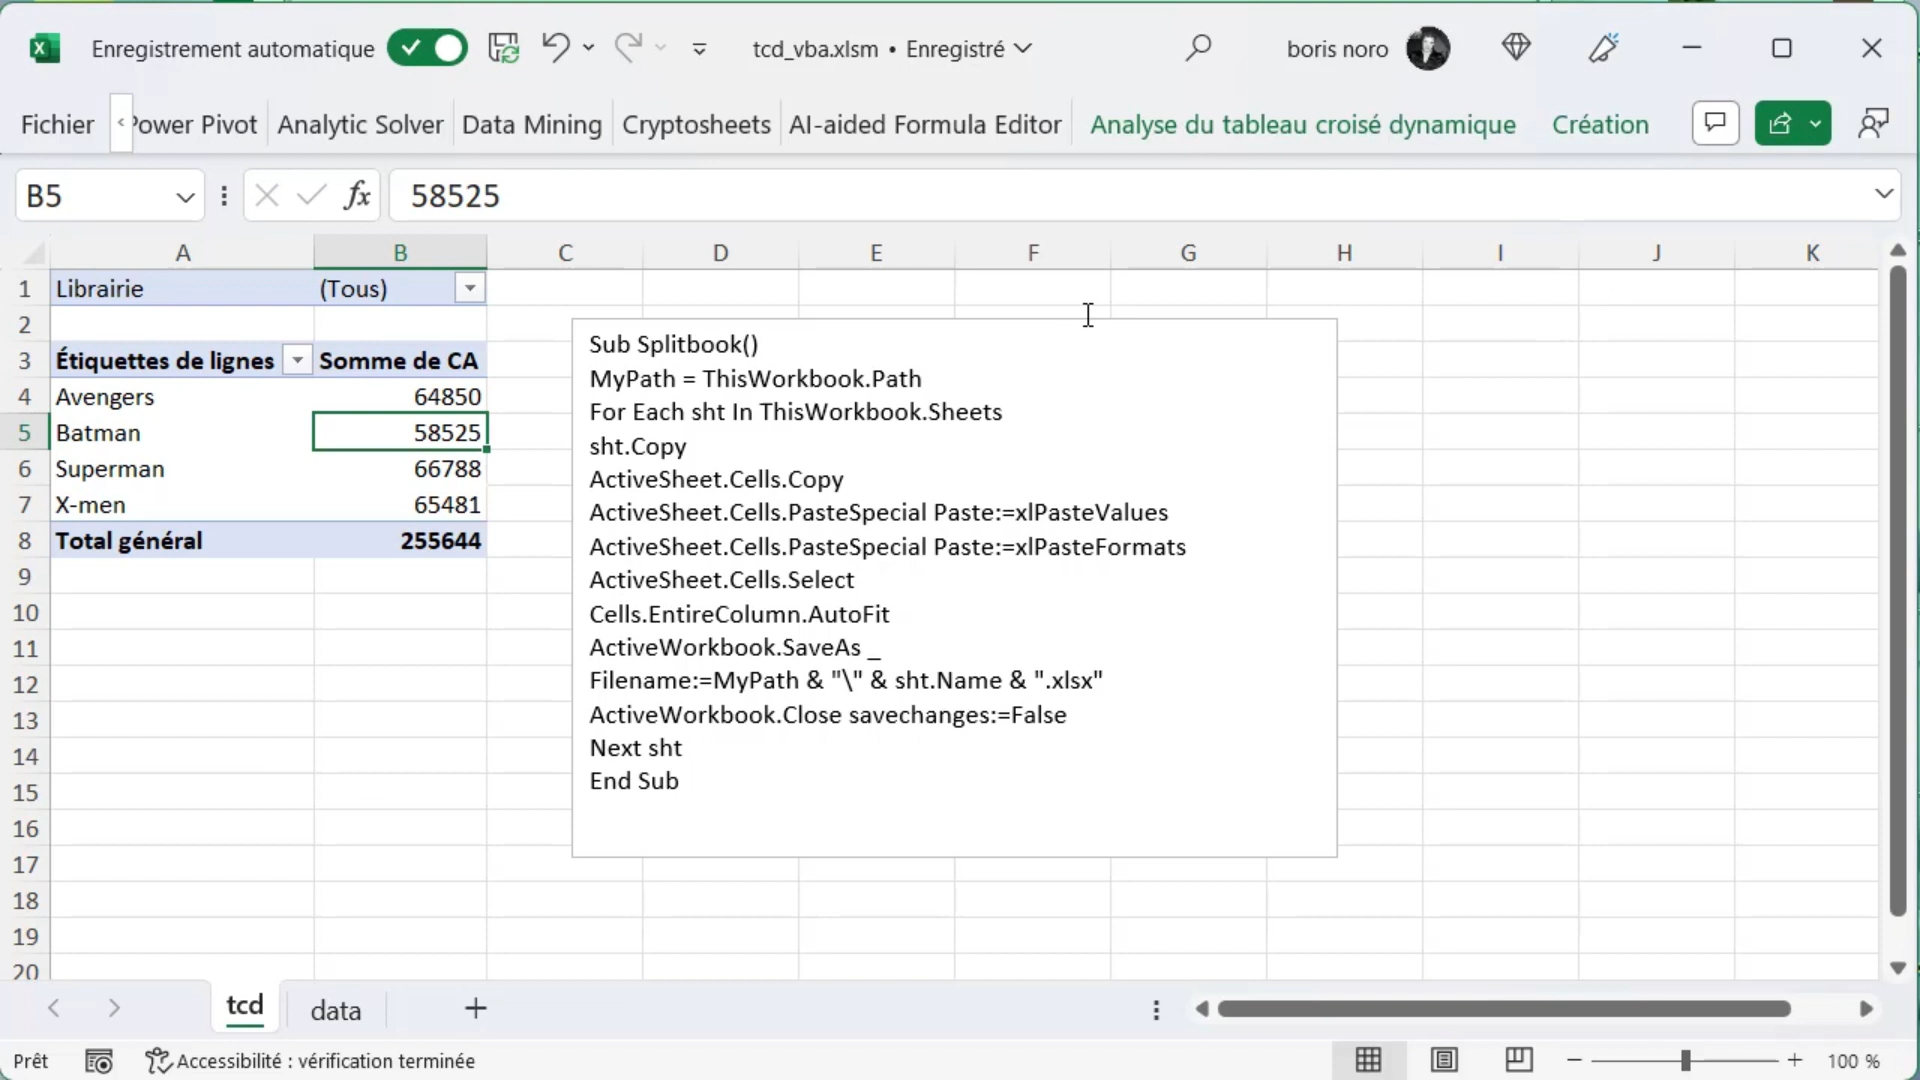 Enregistrement automatique
tcd_vba.xlsm • Enregistré
boris noro
Fichier
Power Pivot
Analytic Solver
Data Mining
Cryptosheets
AI-aided Formula Editor
Analyse du tableau croisé dynamique
Création
B5
fx
58525
A B C D E F G H I J K
1 Librairie (Tous)
2
3 Étiquettes de lignes Somme de CA
4 Avengers 64850
5 Batman 58525
6 Superman 66788
7 X-men 65481
8 Total général 255644
9
10
11
12
13
14
15
16
17
18
19
20
Sub Splitbook()
MyPath = ThisWorkbook.Path
For Each sht In ThisWorkbook.Sheets
sht.Copy
ActiveSheet.Cells.Copy
ActiveSheet.Cells.PasteSpecial Paste:=xlPasteValues
ActiveSheet.Cells.PasteSpecial Paste:=xlPasteFormats
ActiveSheet.Cells.Select
Cells.EntireColumn.AutoFit
ActiveWorkbook.SaveAs _
Filename:=MyPath & "\" & sht.Name & ".xlsx"
ActiveWorkbook.Close savechanges:=False
Next sht
End Sub
tcd
data
Prêt
Accessibilité : vérification terminée
100 %